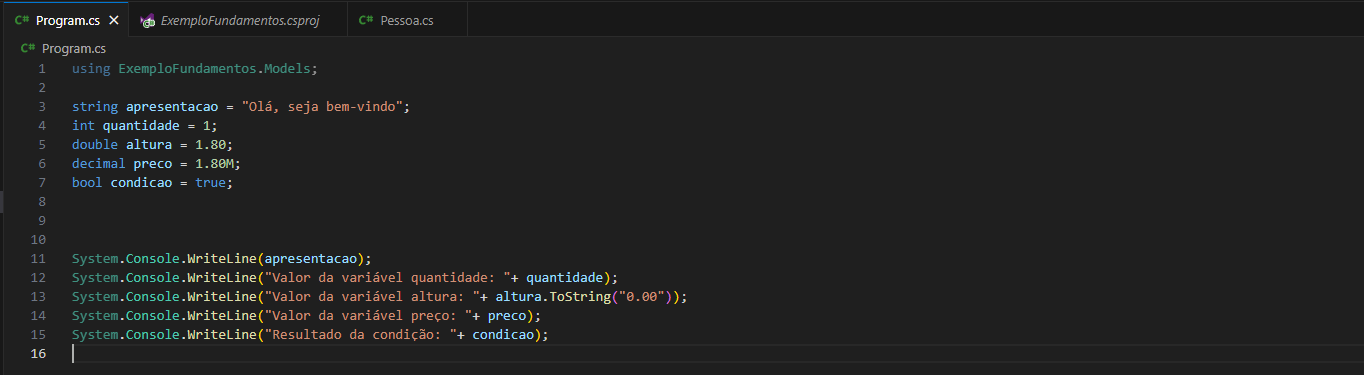 C# Program.cs × ExemploFundamentos.csproj C# Pessoa.cs
C# Program.cs
1 using ExemploFundamentos.Models;
2
3 string apresentacao = "Olá, seja bem-vindo";
4 int quantidade = 1;
5 double altura = 1.80;
6 decimal preco = 1.80M;
7 bool condicao = true;
8
9
10
11 System.Console.WriteLine(apresentacao);
12 System.Console.WriteLine("Valor da variável quantidade: "+ quantidade);
13 System.Console.WriteLine("Valor da variável altura: "+ altura.ToString("0.00"));
14 System.Console.WriteLine("Valor da variável preço: "+ preco);
15 System.Console.WriteLine("Resultado da condição: "+ condicao);
16